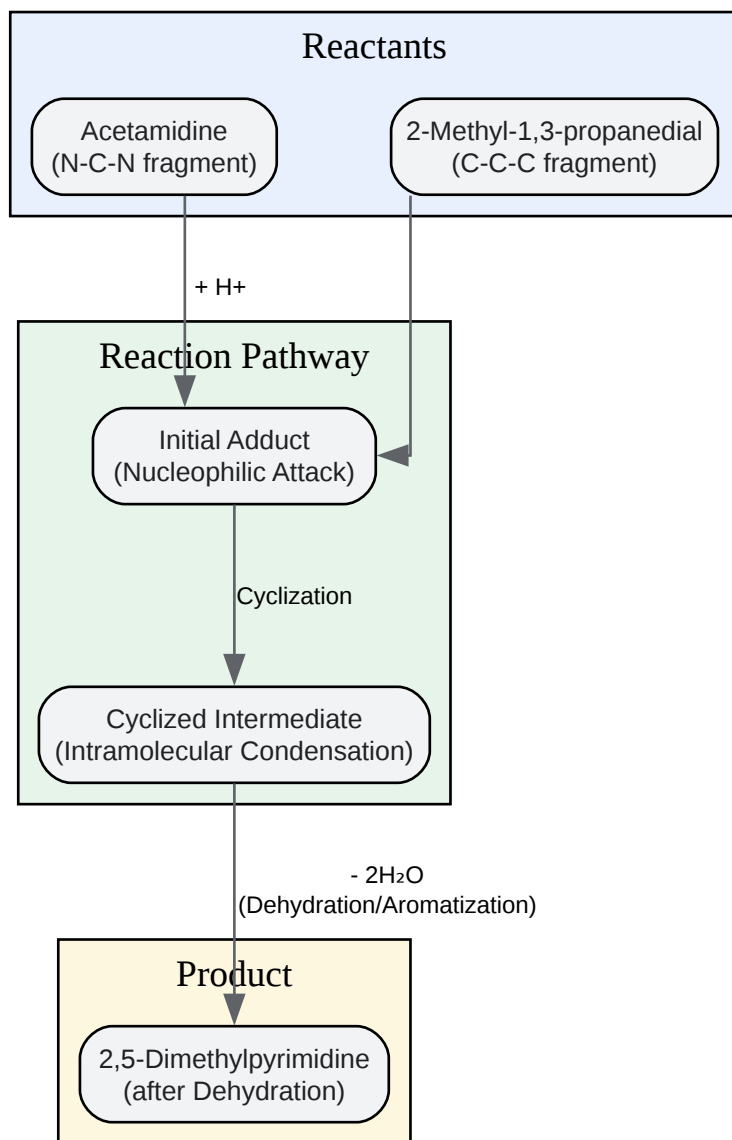 Reactants
Acetamidine
(N-C-N fragment)
2-Methyl-1,3-propanedial
(C-C-C fragment)
+ H+
Reaction Pathway
Initial Adduct
(Nucleophilic Attack)
Cyclization
Cyclized Intermediate
(Intramolecular Condensation)
- 2H₂O
(Dehydration/Aromatization)
Product
2,5-Dimethylpyrimidine
(after Dehydration)